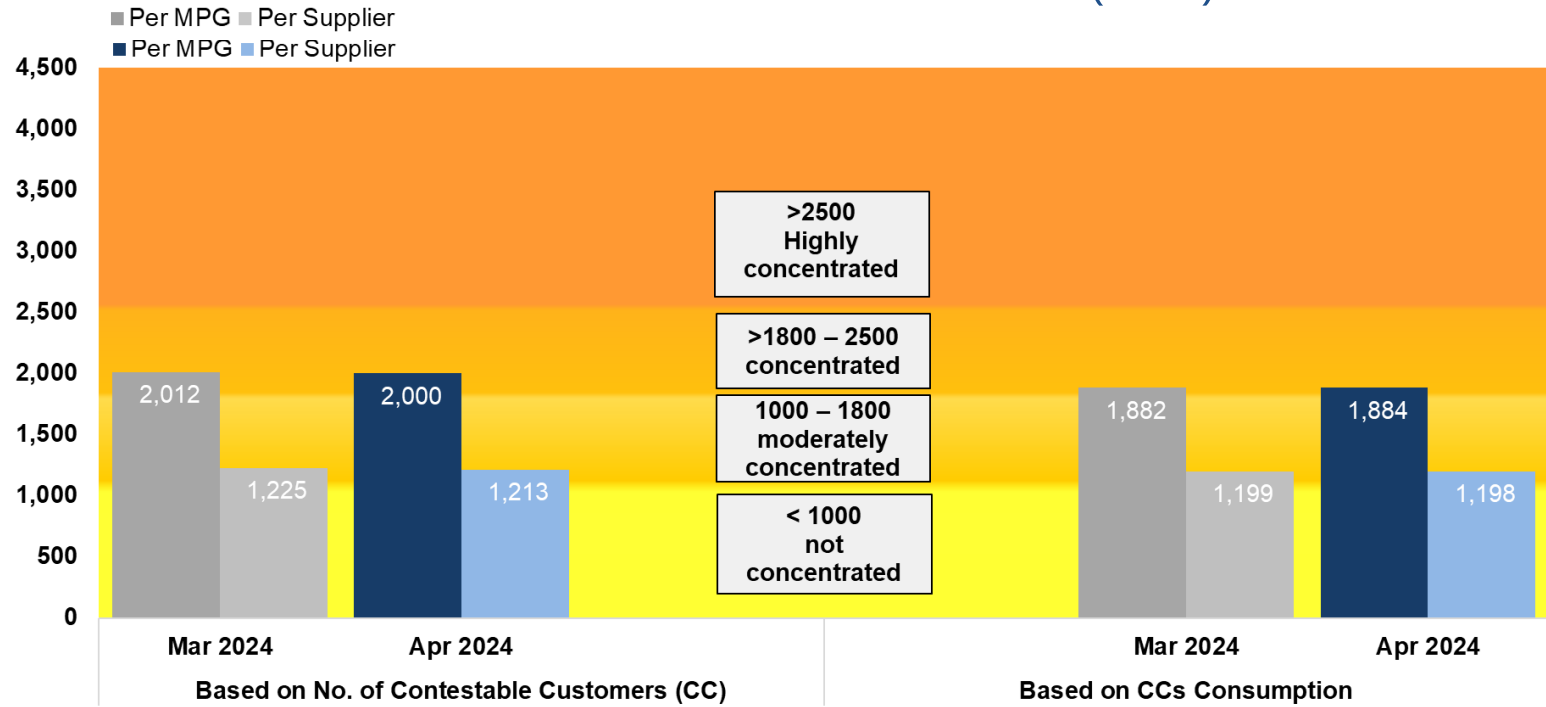 Per MPG Per Supplier
Per MPG Per Supplier
4,500
4,000
3,500
3,000
2,500
2,000
1,500
1,000
500
0
>2500
Highly
concentrated
>1800 – 2500
concentrated
1000 – 1800
moderately
concentrated
< 1000
not
concentrated
2,012
1,225
2,000
1,213
1,882
1,199
1,884
1,198
Mar 2024
Apr 2024
Mar 2024
Apr 2024
Based on No. of Contestable Customers (CC)
Based on CCs Consumption